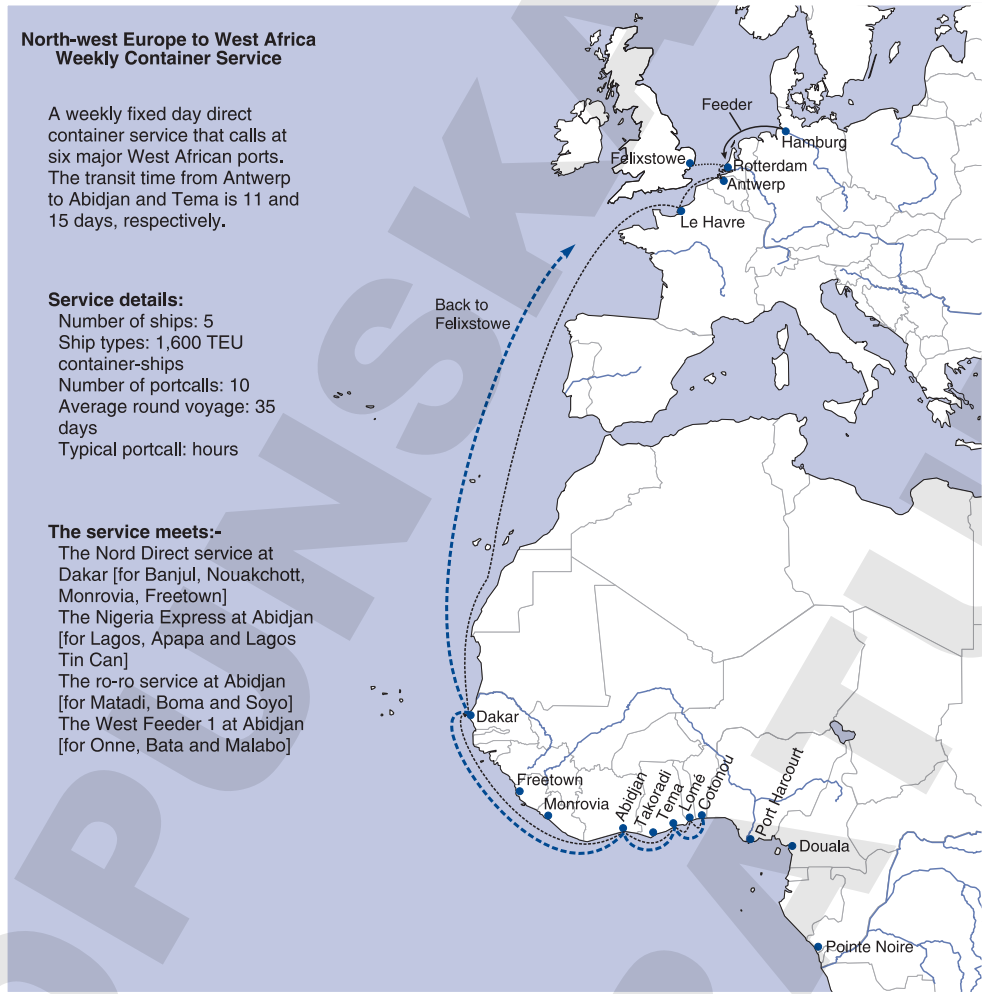 North-west Europe to West Africa
Weekly Container Service
A weekly fixed day direct
container service that calls at
six major West African ports.
The transit time from Antwerp
to Abidjan and Tema is 11 and
15 days, respectively.
Service details:
Number of ships: 5
Ship types: 1,600 TEU
container-ships
Number of portcalls: 10
Average round voyage: 35
days
Typical portcall: hours
The service meets:-
The Nord Direct service at
Dakar [for Banjul, Nouakchott,
Monrovia, Freetown]
The Nigeria Express at Abidjan
[for Lagos, Apapa and Lagos
Tin Can]
The ro-ro service at Abidjan
[for Matadi, Boma and Soyo]
The West Feeder 1 at Abidjan
[for Onne, Bata and Malabo]
Feeder
Hamburg
Felixstowe
Rotterdam
Antwerp
Le Havre
Back to
Felixstowe
Dakar
Freetown
Monrovia
Abidjan
Takoradi
Tema
Lomé
Cotonou
Port Harcourt
Douala
Pointe Noire